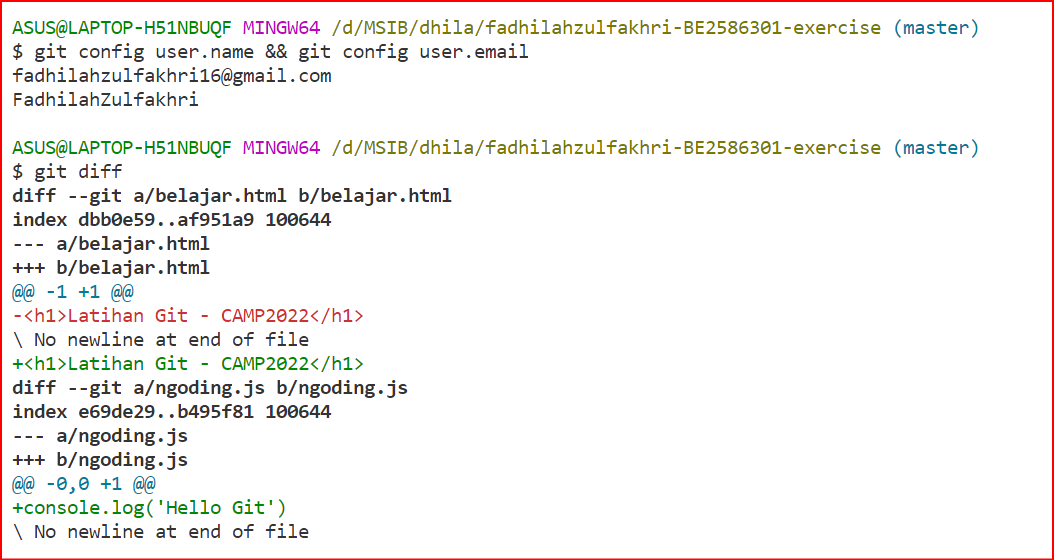 ASUS@LAPTOP-H51NBUQF MINGW64 /d/MSIB/dhila/fadhilahzulfakhri-BE2586301-exercise (master)
$ git config user.name && git config user.email
fadhilahzulfakhri16@gmail.com
FadhilahZulfakhri
ASUS@LAPTOP-H51NBUQF MINGW64 /d/MSIB/dhila/fadhilahzulfakhri-BE2586301-exercise (master)
$ git diff
diff --git a/belajar.html b/belajar.html
index dbb0e59..af951a9 100644
--- a/belajar.html
+++ b/belajar.html
@@ -1 +1 @@
-<h1>Latihan Git - CAMP2022</h1>
\ No newline at end of file
+<h1>Latihan Git - CAMP2022</h1>
diff --git a/ngoding.js b/ngoding.js
index e69de29..b495f81 100644
--- a/ngoding.js
+++ b/ngoding.js
@@ -0,0 +1 @@
+console.log('Hello Git')
\ No newline at end of file